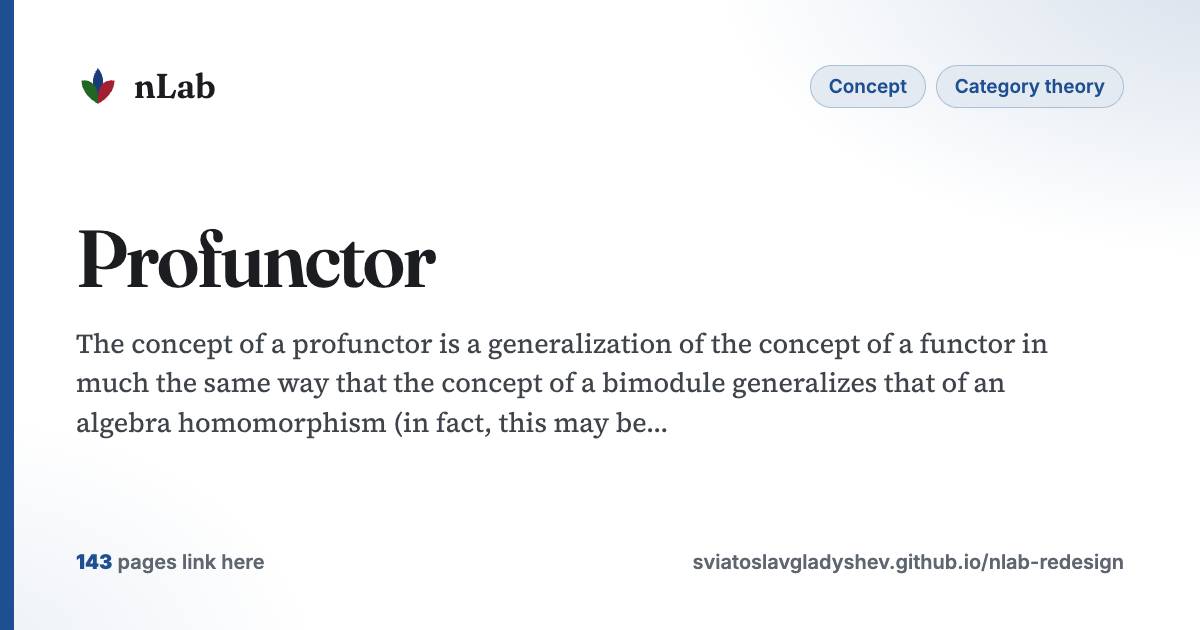 nLab
Concept
Category theory
Profunctor
The concept of a profunctor is a generalization of the concept of a functor in
much the same way that the concept of a bimodule generalizes that of an
algebra homomorphism (in fact, this may be...
143 pages link here
sviatoslavgladyshev.github.io/nlab-redesign